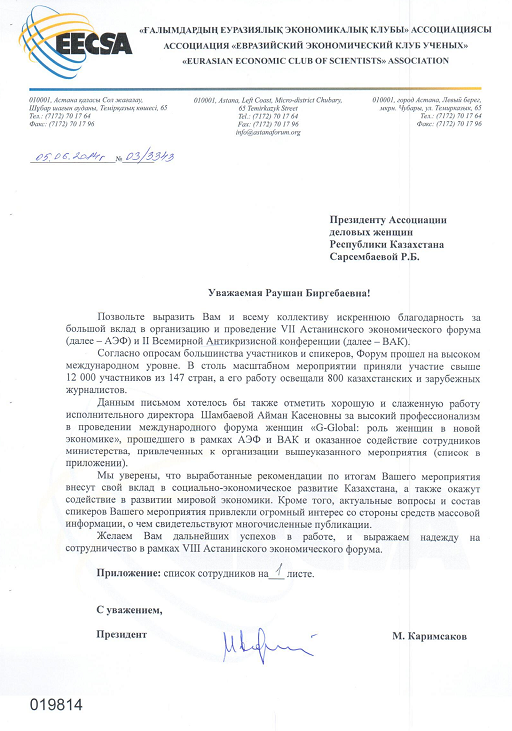 EECSA
«ҒАЛЫМДАРДЫҢ ЕУРАЗИЯЛЫҚ ЭКОНОМИКАЛЫҚ КЛУБЫ» АССОЦИАЦИЯСЫ
АССОЦИАЦИЯ «ЕВРАЗИЙСКИЙ ЭКОНОМИЧЕСКИЙ КЛУБ УЧЕНЫХ»
«EURASIAN ECONOMIC CLUB OF SCIENTISTS» ASSOCIATION
010001, Астана қаласы Сол жағалау,
Шұбар шағын ауданы, Темірқазық көшесі, 65
Тел.: (7172) 70 17 64
Факс: (7172) 70 17 96
010001, Astana, Left Coast, Micro-district Chubary,
65 Temirkazyk Street
Tel.: (7172) 70 17 64
Fax: (7172) 70 17 96
info@astanaforum.org
010001, город Астана, Левый берег,
мкрн. Чубары, ул. Темирказык, 65
Тел.: (7172) 70 17 64
Факс: (7172) 70 17 96
05.06.2014г № 03/3343
Президенту Ассоциации
деловых женщин
Республики Казахстана
Сарсембаевой Р.Б.
Уважаемая Раушан Биргебаевна!
Позвольте выразить Вам и всему коллективу искреннюю благодарность за
большой вклад в организацию и проведение VII Астанинского экономического форума
(далее – АЭФ) и II Всемирной Антикризисной конференции (далее – ВАК).
Согласно опросам большинства участников и спикеров, Форум прошел на высоком
международном уровне. В столь масштабном мероприятии приняли участие свыше
12 000 участников из 147 стран, а его работу освещали 800 казахстанских и зарубежных
журналистов.
Данным письмом хотелось бы также отметить хорошую и слаженную работу
исполнительного директора Шамбаевой Айман Касеновны за высокий профессионализм
в проведении международного форума женщин «G-Global: роль женщин в новой
экономике», прошедшего в рамках АЭФ и ВАК и оказанное содействие сотрудников
министерства, привлеченных к организации вышеуказанного мероприятия (список в
приложении).
Мы уверены, что выработанные рекомендации по итогам Вашего мероприятия
внесут свой вклад в социально-экономическое развитие Казахстана, а также окажут
содействие в развитии мировой экономики. Кроме того, актуальные вопросы и состав
спикеров Вашего мероприятия привлекли огромный интерес со стороны средств массовой
информации, о чем свидетельствуют многочисленные публикации.
Желаем Вам дальнейших успехов в работе, и выражаем надежду на
сотрудничество в рамках VIII Астанинского экономического форума.
Приложение: список сотрудников на 1 листе.
С уважением,
Президент М. Каримсаков
019814